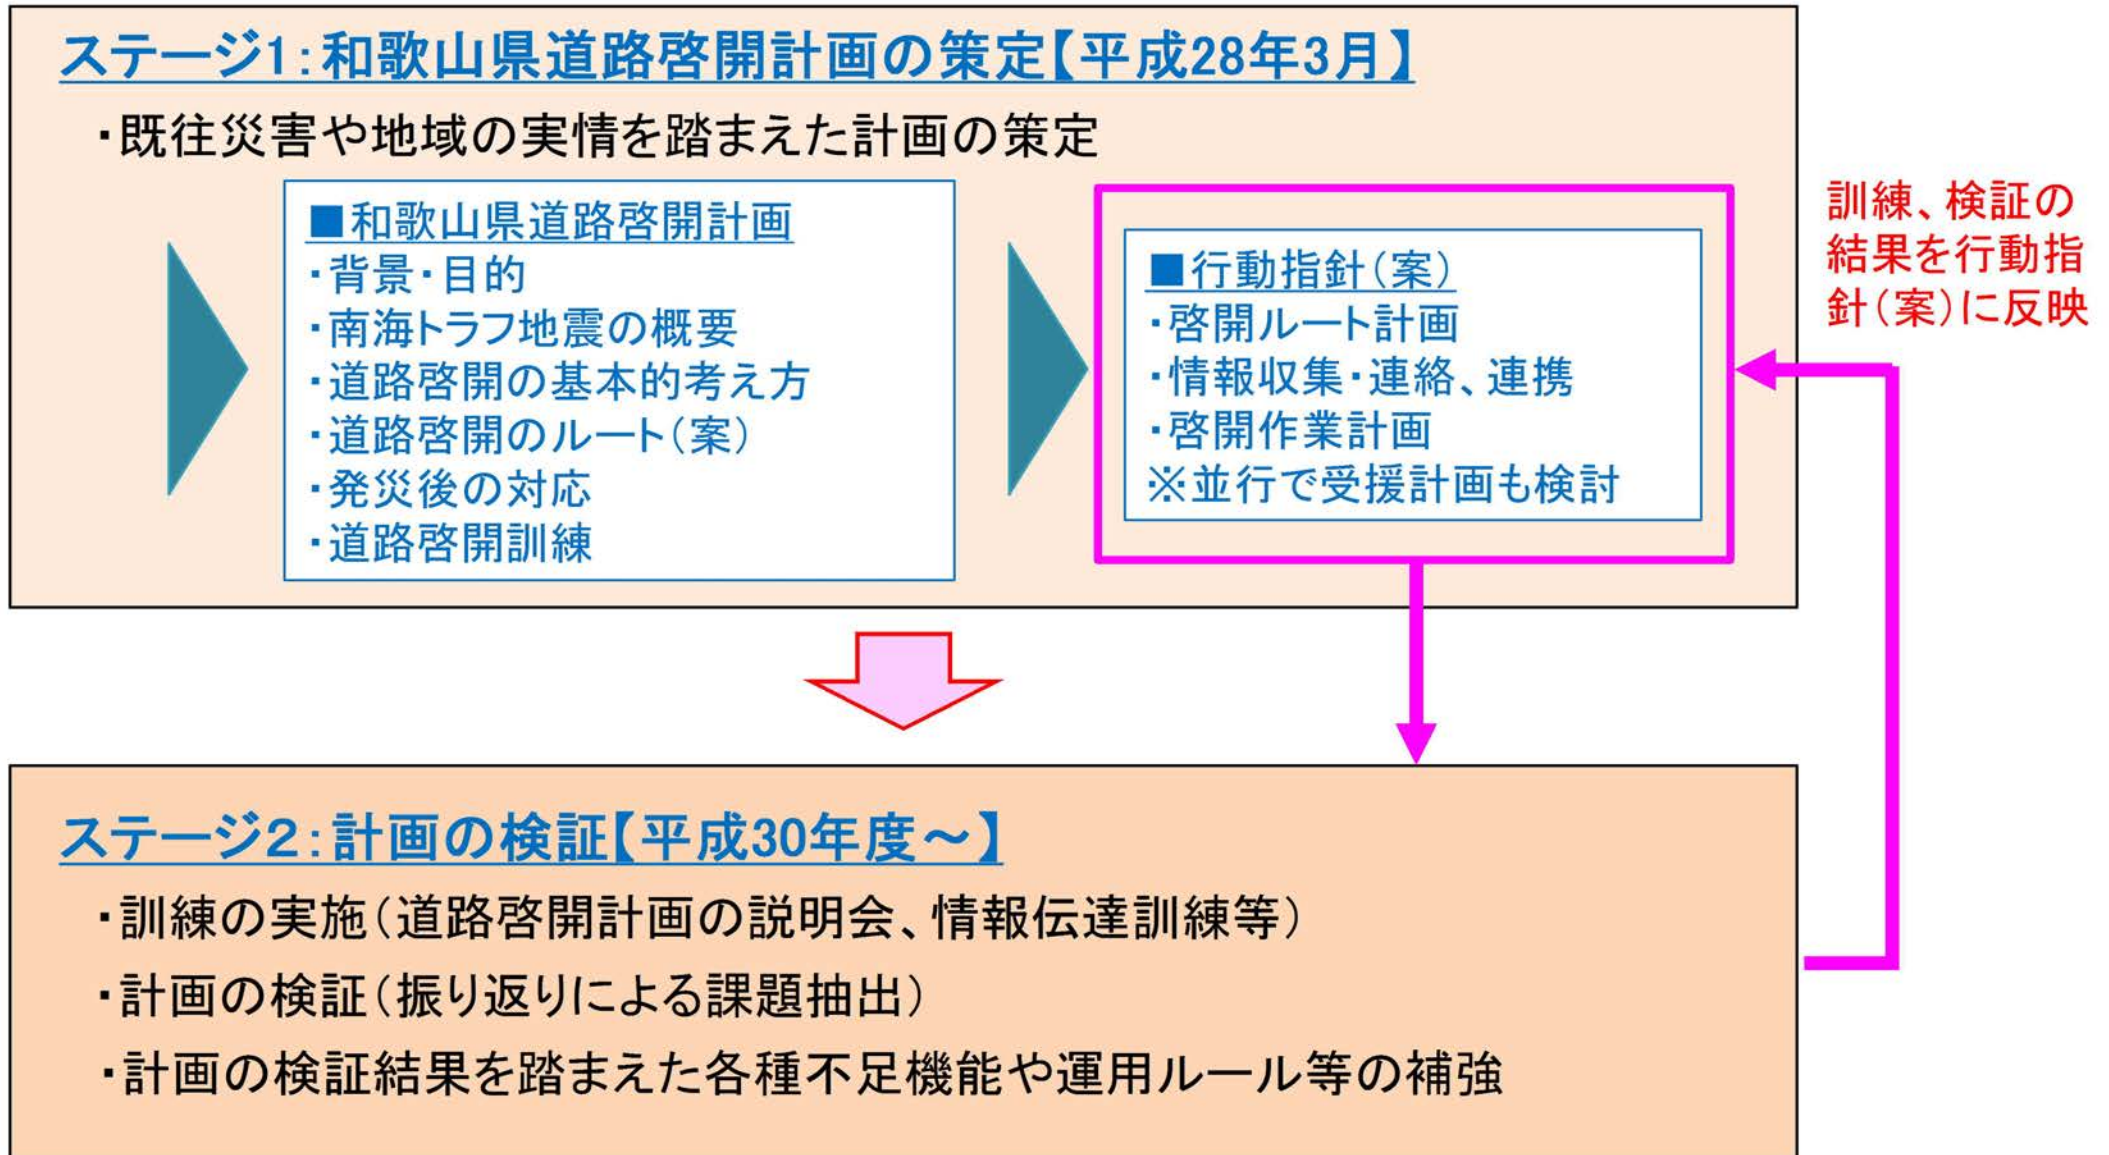 ステージ1:和歌山県道路啓開計画の策定【平成28年3月】
・既往災害や地域の実情を踏まえた計画の策定
■和歌山県道路啓開計画
・背景・目的
・南海トラフ地震の概要
・道路啓開の基本的考え方
・道路啓開のルート(案)
・発災後の対応
・道路啓開訓練
■行動指針(案)
・啓開ルート計画
・情報収集・連絡、連携
・啓開作業計画
※並行で受援計画も検討
訓練、検証の
結果を行動指
針(案)に反映
ステージ2:計画の検証【平成30年度～】
・訓練の実施(道路啓開計画の説明会、情報伝達訓練等)
・計画の検証(振り返りによる課題抽出)
・計画の検証結果を踏まえた各種不足機能や運用ルール等の補強